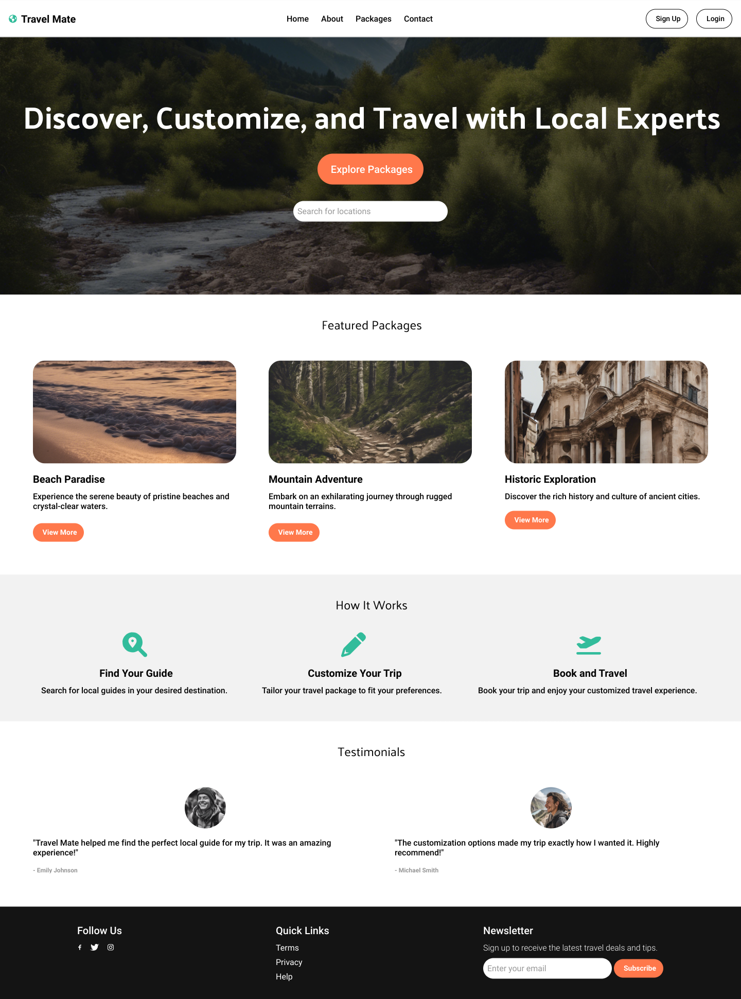 Travel Mate
Home About Packages Contact
Sign Up Login
Discover, Customize, and Travel with Local Experts
Explore Packages
Search for locations
Featured Packages
Beach Paradise
Experience the serene beauty of pristine beaches and
crystal-clear waters.
View More
Mountain Adventure
Embark on an exhilarating journey through rugged
mountain terrains.
View More
Historic Exploration
Discover the rich history and culture of ancient cities.
View More
How It Works
Find Your Guide
Search for local guides in your desired destination.
Customize Your Trip
Tailor your travel package to fit your preferences.
Book and Travel
Book your trip and enjoy your customized travel experience.
Testimonials
"Travel Mate helped me find the perfect local guide for my trip. It was an amazing
experience!"
- Emily Johnson
"The customization options made my trip exactly how I wanted it. Highly
recommend!"
- Michael Smith
Follow Us
Quick Links
Terms
Privacy
Help
Newsletter
Sign up to receive the latest travel deals and tips.
Enter your email
Subscribe